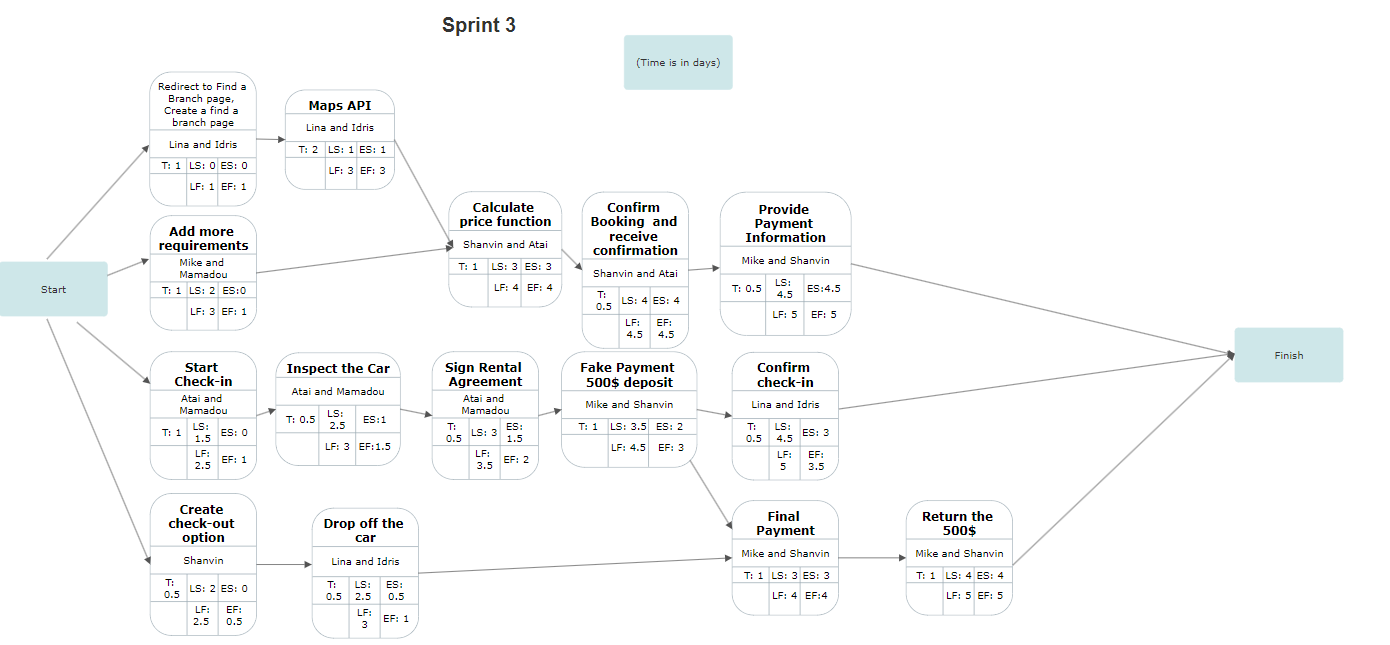 Sprint 3
(Time is in days)
Redirect to Find a
Branch page,
Create a find a
branch page
Lina and Idris
T: 1 LS: 0 ES: 0
LF: 1 EF: 1
Maps API
Lina and Idris
T: 2 LS: 1 ES: 1
LF: 3 EF: 3
Add more
requirements
Mike and
Mamadou
T: 1 LS: 2 ES:0
LF: 3 EF: 1
Calculate
price function
Shanvin and Atai
T: 1 LS: 3 ES: 3
LF: 4 EF: 4
Confirm
Booking and
receive
confirmation
Shanvin and Atai
T:
0.5
LS: 4 ES: 4
LF:
4.5
EF:
4.5
Provide
Payment
Information
Mike and Shanvin
T: 0.5
LS:
4.5
ES:4.5
LF: 5 EF: 5
Start
Finish
Start
Check-in
Atai and
Mamadou
T: 1
LS:
1.5
ES: 0
LF:
2.5
EF: 1
Inspect the Car
Atai and Mamadou
T: 0.5
LS:
2.5
ES:1
LF: 3 EF:1.5
Sign Rental
Agreement
Atai and
Mamadou
T:
0.5
LS: 3
ES:
1.5
LF:
3.5
EF: 2
Fake Payment
500$ deposit
Mike and Shanvin
T: 1 LS: 3.5 ES: 2
LF: 4.5 EF: 3
Confirm
check-in
Lina and Idris
T:
0.5
LS:
4.5
ES: 3
LF:
5
EF:
3.5
Create
check-out
option
Shanvin
T:
0.5
LS: 2 ES: 0
LF:
2.5
EF:
0.5
Drop off the
car
Lina and Idris
T:
0.5
LS:
2.5
ES:
0.5
LF:
3
EF: 1
Final
Payment
Mike and Shanvin
T: 1 LS: 3 ES: 3
LF: 4 EF:4
Return the
500$
Mike and Shanvin
T: 1 LS: 4 ES: 4
LF: 5 EF: 5